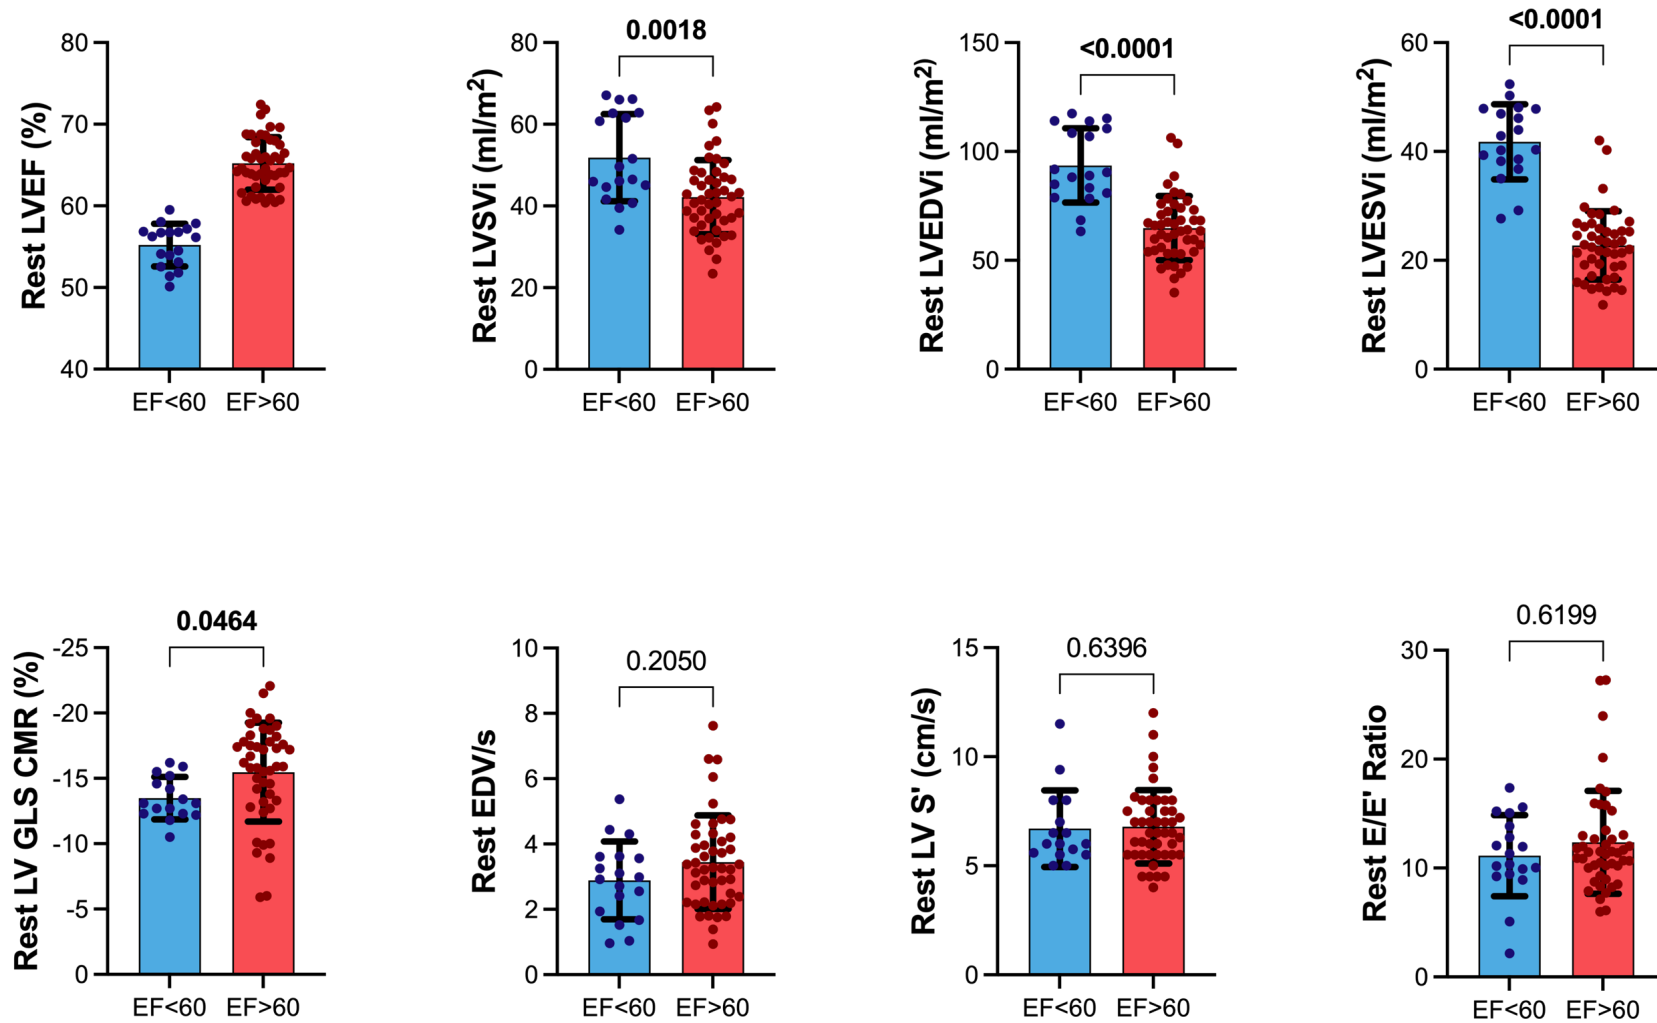 Rest LVEF (%)
80
70
60
50
40
EF<60 EF>60
Rest LVSVi (ml/m²)
0.0018
80
60
40
20
0
EF<60 EF>60
Rest LVEDVi (ml/m²)
<0.0001
150
100
50
0
EF<60 EF>60
Rest LVESVi (ml/m²)
<0.0001
60
40
20
0
EF<60 EF>60
Rest LV GLS CMR (%)
0.0464
-25
-20
-15
-10
-5
0
EF<60 EF>60
Rest EDV/s
0.2050
10
8
6
4
2
0
EF<60 EF>60
Rest LV S' (cm/s)
0.6396
15
10
5
0
EF<60 EF>60
Rest E/E' Ratio
0.6199
30
20
10
0
EF<60 EF>60